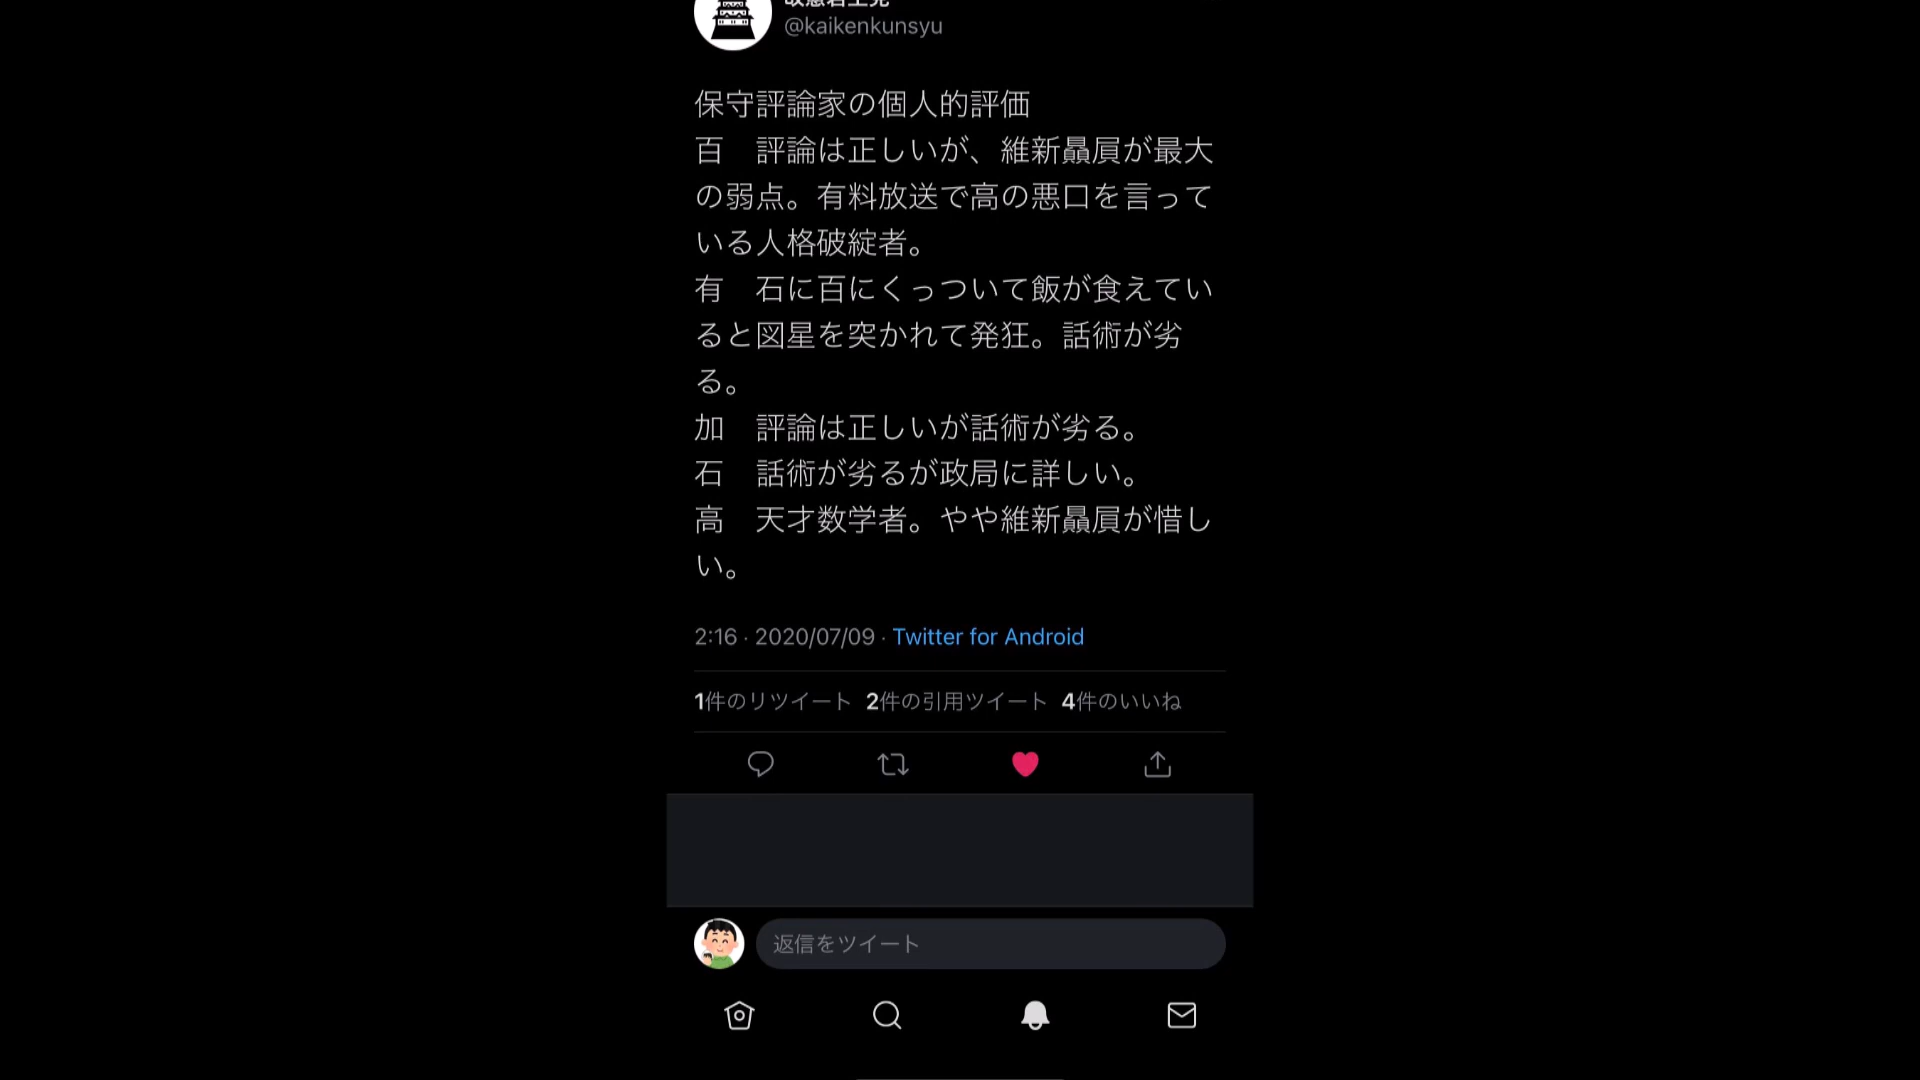 @kaikenkunsyu
保守評論家の個人的評価
百　評論は正しいが、維新贔屓が最大
の弱点。有料放送で高の悪口を言って
いる人格破綻者。
有　石に百にくっついて飯が食えてい
ると図星を突かれて発狂。話術が劣
る。
加　評論は正しいが話術が劣る。
石　話術が劣るが政局に詳しい。
高　天才数学者。やや維新贔屓が惜し
い。
2:16 · 2020/07/09 · Twitter for Android
1件のリツイート 2件の引用ツイート 4件のいいね
返信をツイート